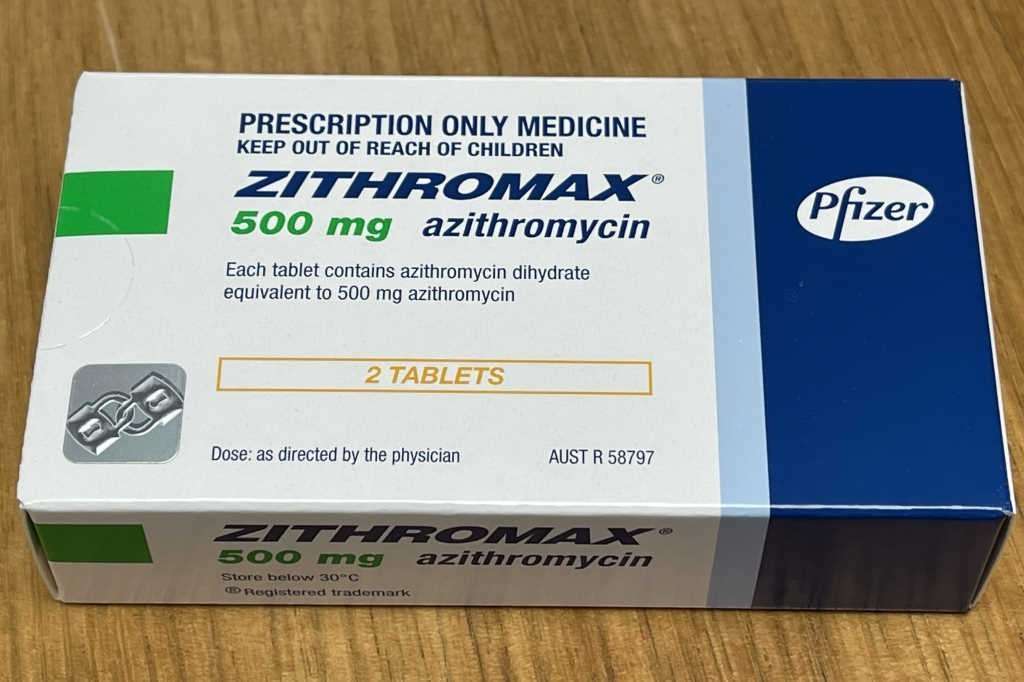 PRESCRIPTION ONLY MEDICINE
KEEP OUT OF REACH OF CHILDREN
ZITHROMAX®
500 mg azithromycin
Pfizer
Each tablet contains azithromycin dihydrate
equivalent to 500 mg azithromycin
2 TABLETS
Dose: as directed by the physician AUST R 58797
ZITHROMAX®
500 mg azithromycin
Store below 30°C
® Registered trademark